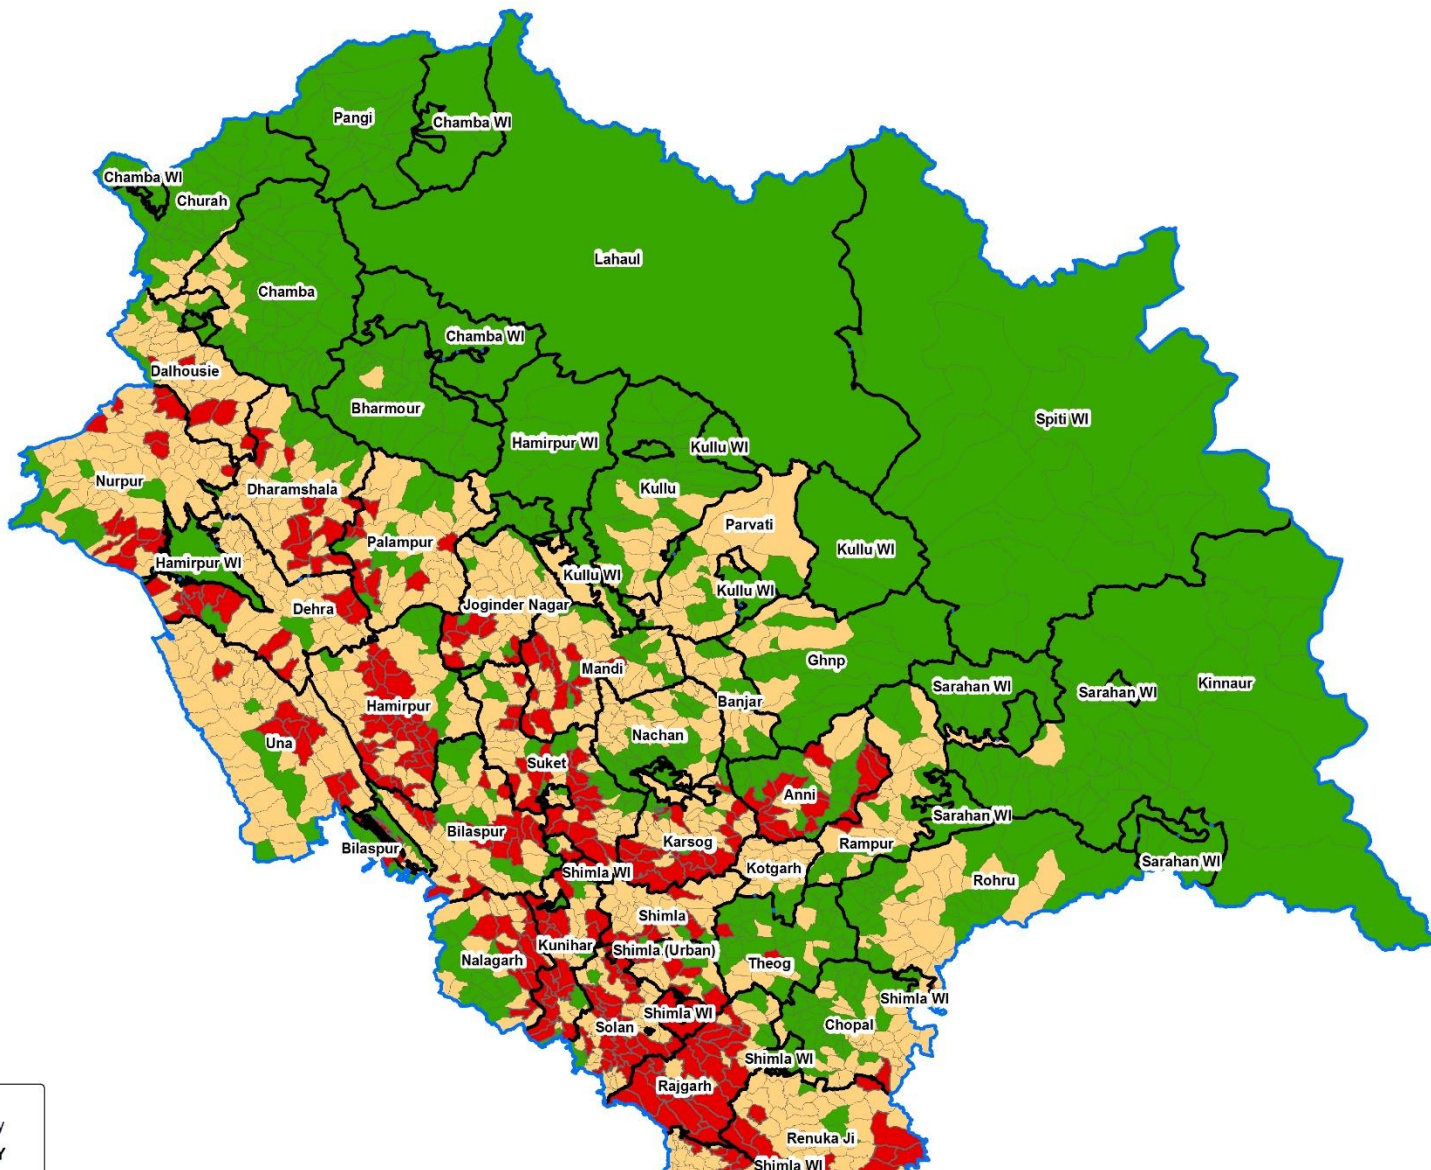 Pangi
Chamba Wl
Chamba Wl
Churah
Lahaul
Chamba
Chamba Wl
Dalhousie
Bharmour
Spiti Wl
Hamirpur Wl
Kullu Wl
Nurpur
Dharamshala
Kullu
Parvati
Palampur
Kullu Wl
Hamirpur Wl
Kullu Wl
Kullu Wl
Dehra
Joginder Nagar
Mandi
Ghnp
Sarahan Wl
Sarahan Wl
Kinnaur
Hamirpur
Banjar
Una
Nachan
Suket
Anni
Sarahan Wl
Bilaspur
Karsog
Rampur
Bilaspur
Sarahan Wl
Shimla Wl
Kotgarh
Rohru
Shimla
Kunihar
Shimla (Urban)
Nalagarh
Theog
Shimla Wl
Shimla Wl
Solan
Chopal
Shimla Wl
Rajgarh
y
Y
Renuka Ji
Shimla Wl